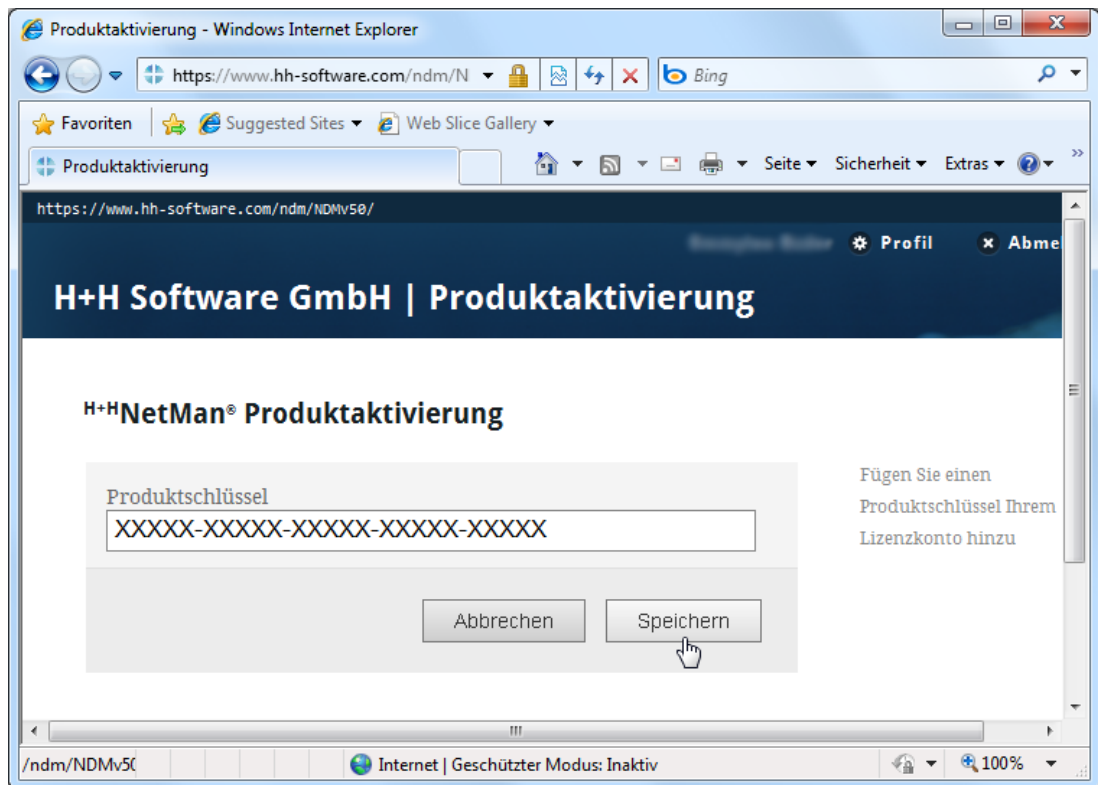 Produktaktivierung - Windows Internet Explorer
https://www.hh-software.com/ndm/N
Bing
Favoriten Suggested Sites Web Slice Gallery
Produktaktivierung
Seite Sicherheit Extras
https://www.hh-software.com/ndm/NDMv50/
Profil Abme
H+H Software GmbH | Produktaktivierung
H+HNetMan® Produktaktivierung
Produktschlüssel
XXXXX-XXXXX-XXXXX-XXXXX-XXXXX
Abbrechen Speichern
Fügen Sie einen
Produktschlüssel Ihrem
Lizenzkonto hinzu
/ndm/NDMv50 Internet | Geschützter Modus: Inaktiv 100%